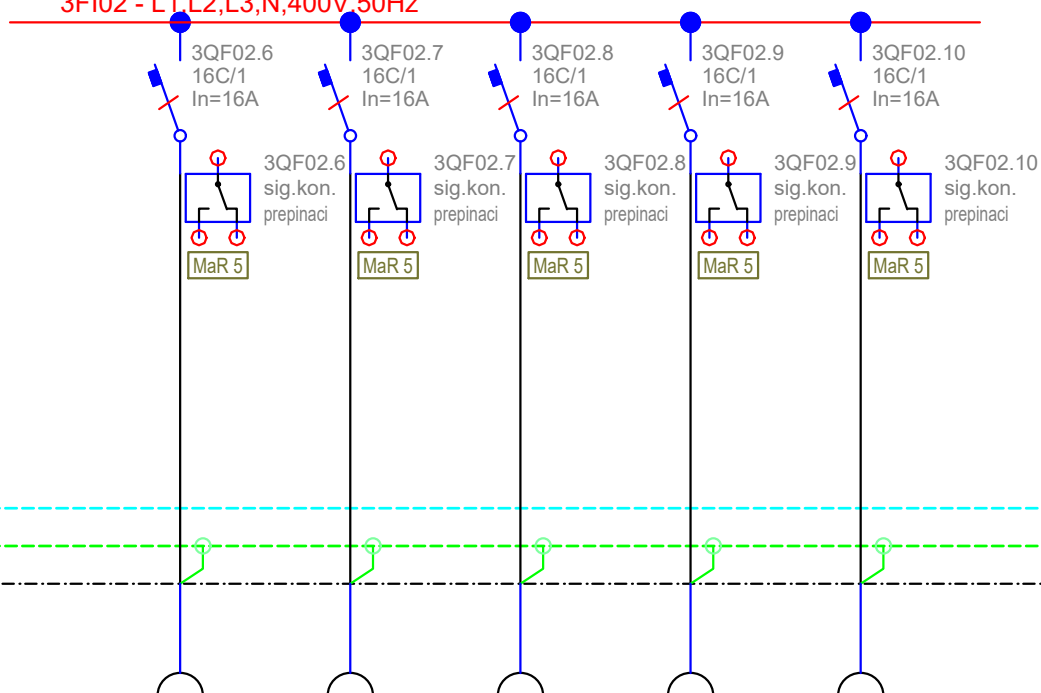 3FI02 - L1,L2,L3,N,400V,50Hz
3QF02.6
16C/1
In=16A
3QF02.7
16C/1
In=16A
3QF02.8
16C/1
In=16A
3QF02.9
16C/1
In=16A
3QF02.10
16C/1
In=16A
3QF02.6
sig.kon.
prepinaci
3QF02.7
sig.kon.
prepinaci
3QF02.8
sig.kon.
prepinaci
3QF02.9
sig.kon.
prepinaci
3QF02.10
sig.kon.
prepinaci
MaR 5
MaR 5
MaR 5
MaR 5
MaR 5